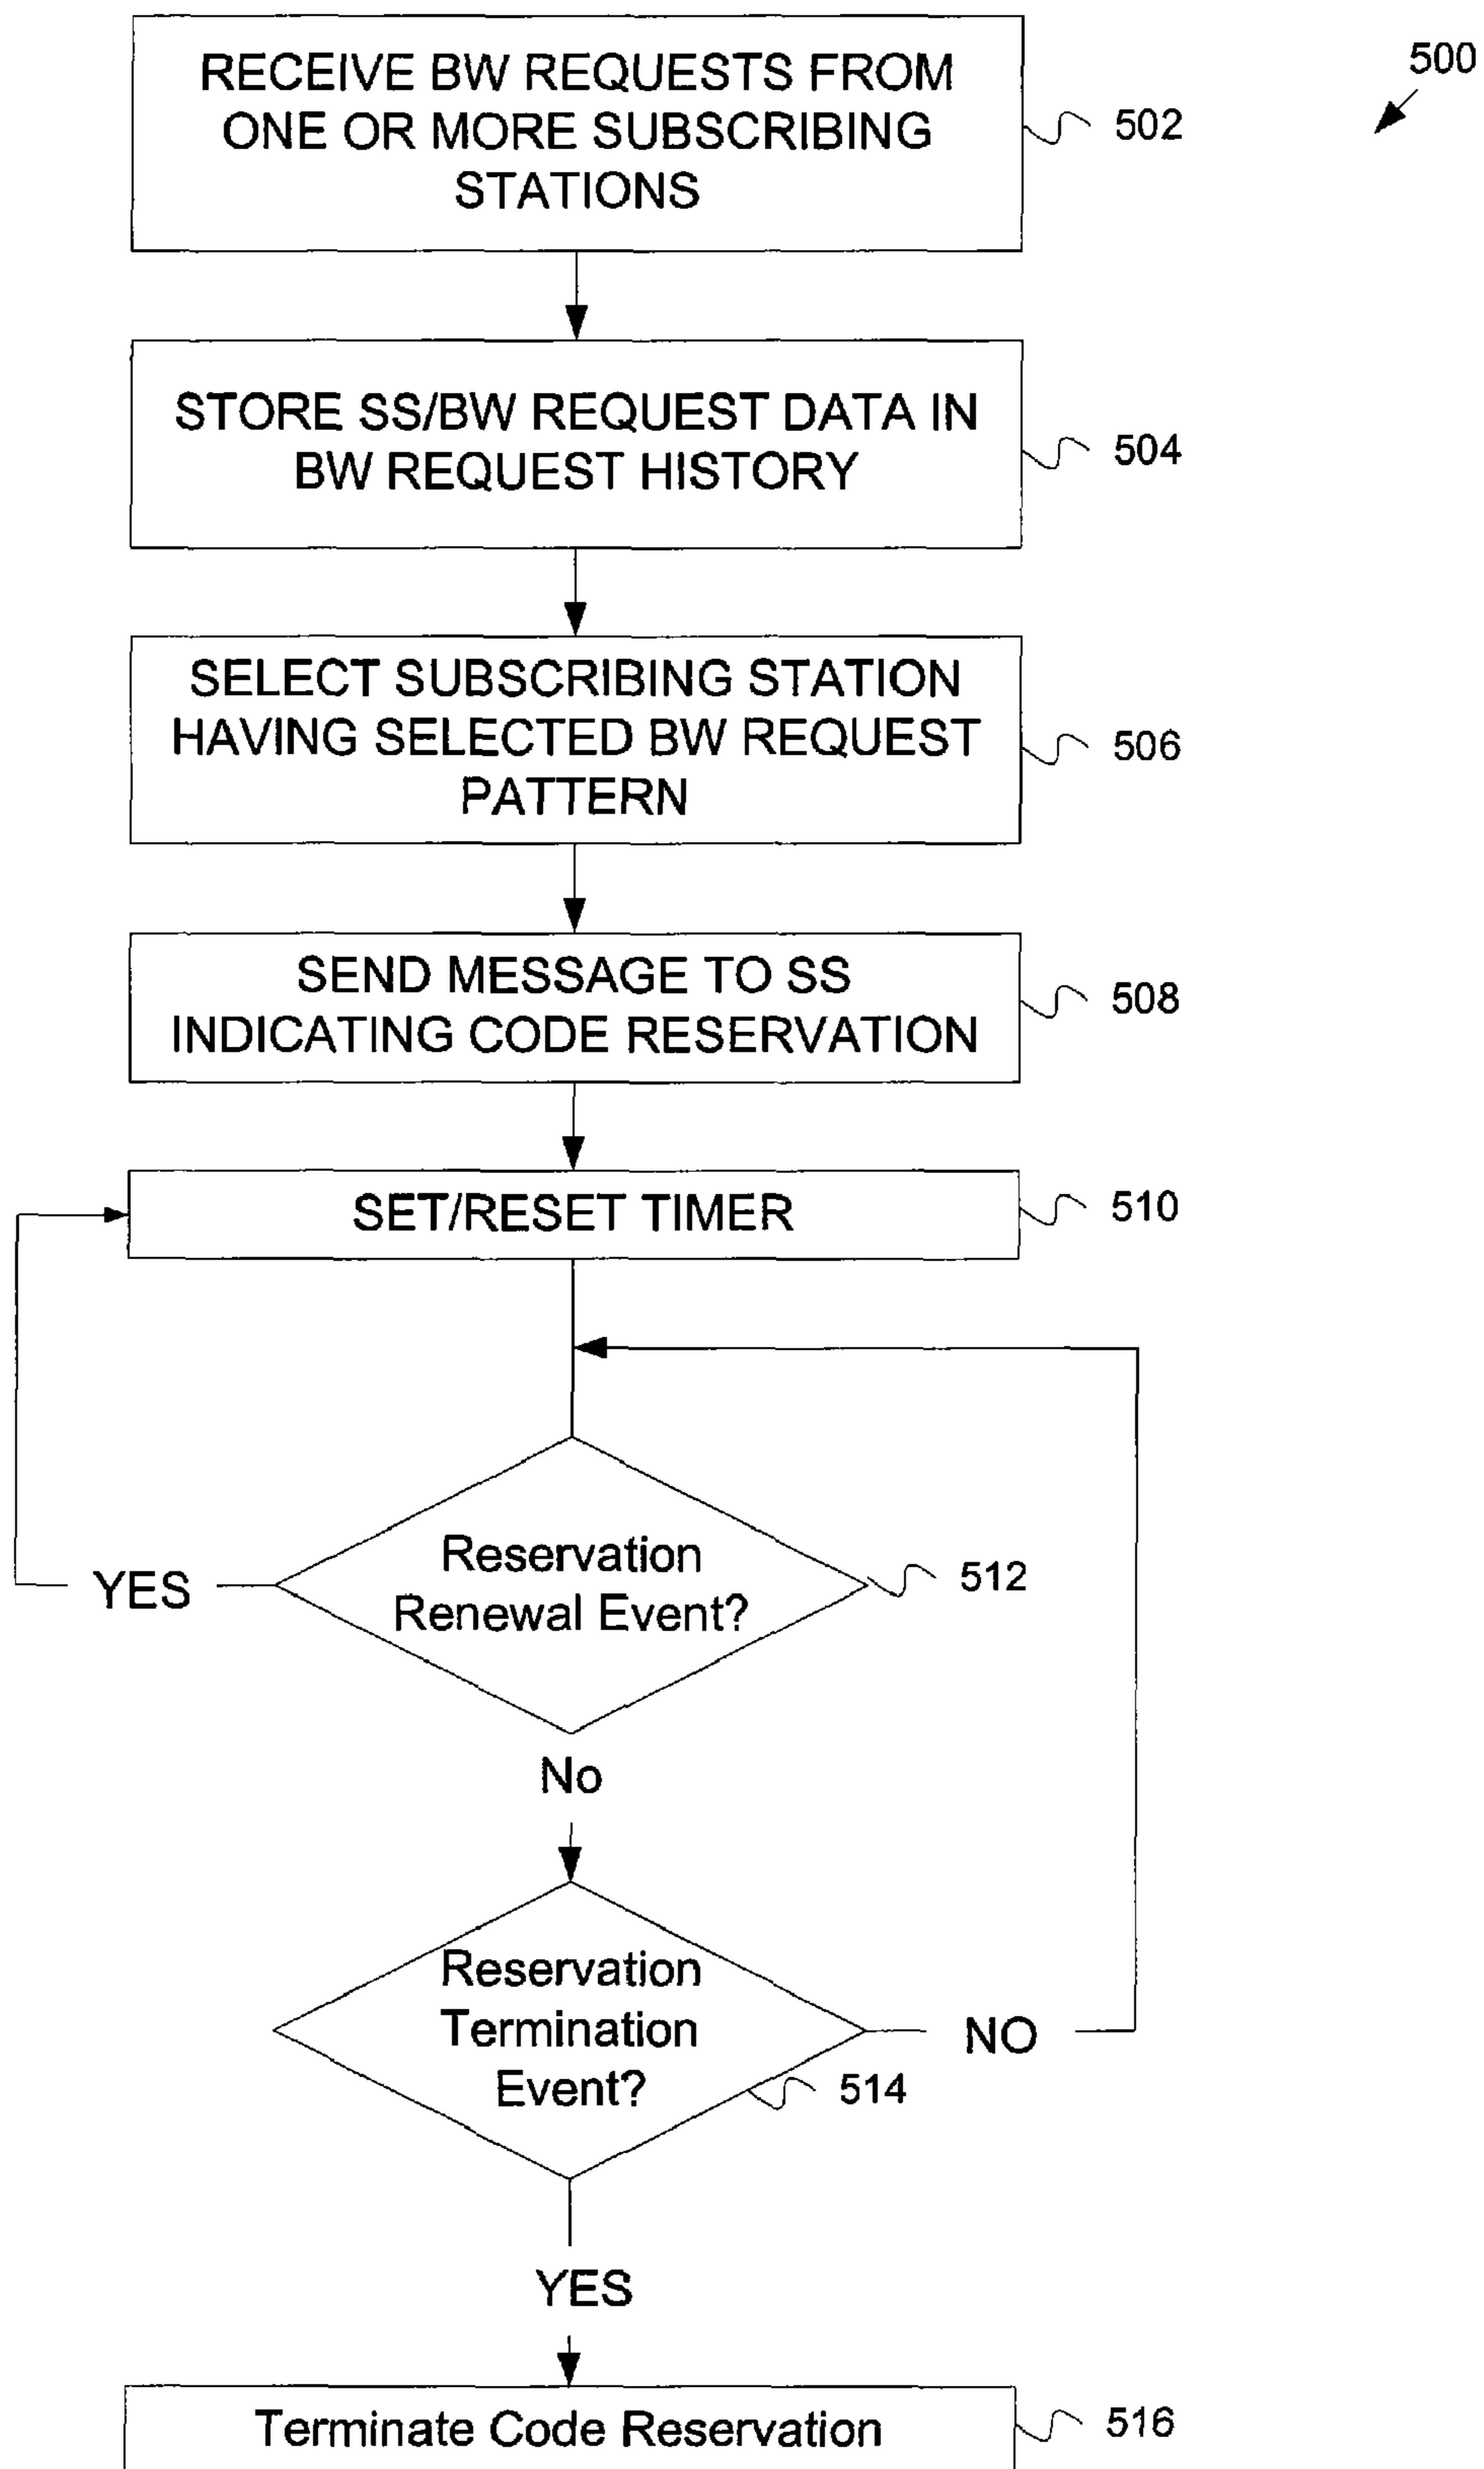 500
RECEIVE BW REQUESTS FROM
ONE OR MORE SUBSCRIBING
STATIONS
502
STORE SS/BW REQUEST DATA IN
BW REQUEST HISTORY
504
SELECT SUBSCRIBING STATION
HAVING SELECTED BW REQUEST
PATTERN
506
SEND MESSAGE TO SS
INDICATING CODE RESERVATION
508
SET/RESET TIMER
510
Reservation
Renewal Event?
512
YES
No
Reservation
Termination
Event?
514
NO
YES
Terminate Code Reservation
516